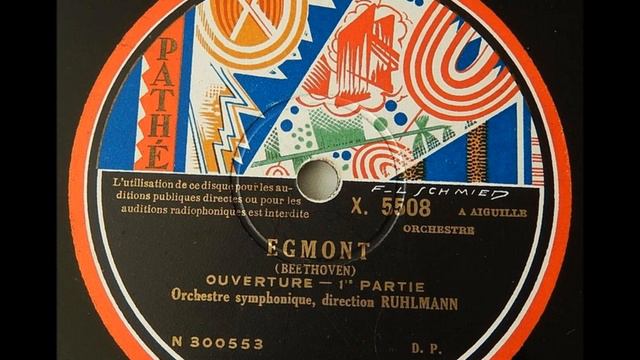 PATHÉ
F-L SCHMIED
L'utilisation de ce disque pour les au-
ditions publiques directes ou pour les
auditions radiophoniques est interdite
X. 5508 A AIGUILLE
ORCHESTRE
EGMONT
(BEETHOVEN)
OUVERTURE — 1re PARTIE
Orchestre symphonique, direction RUHLMANN
N 300553 D. P.